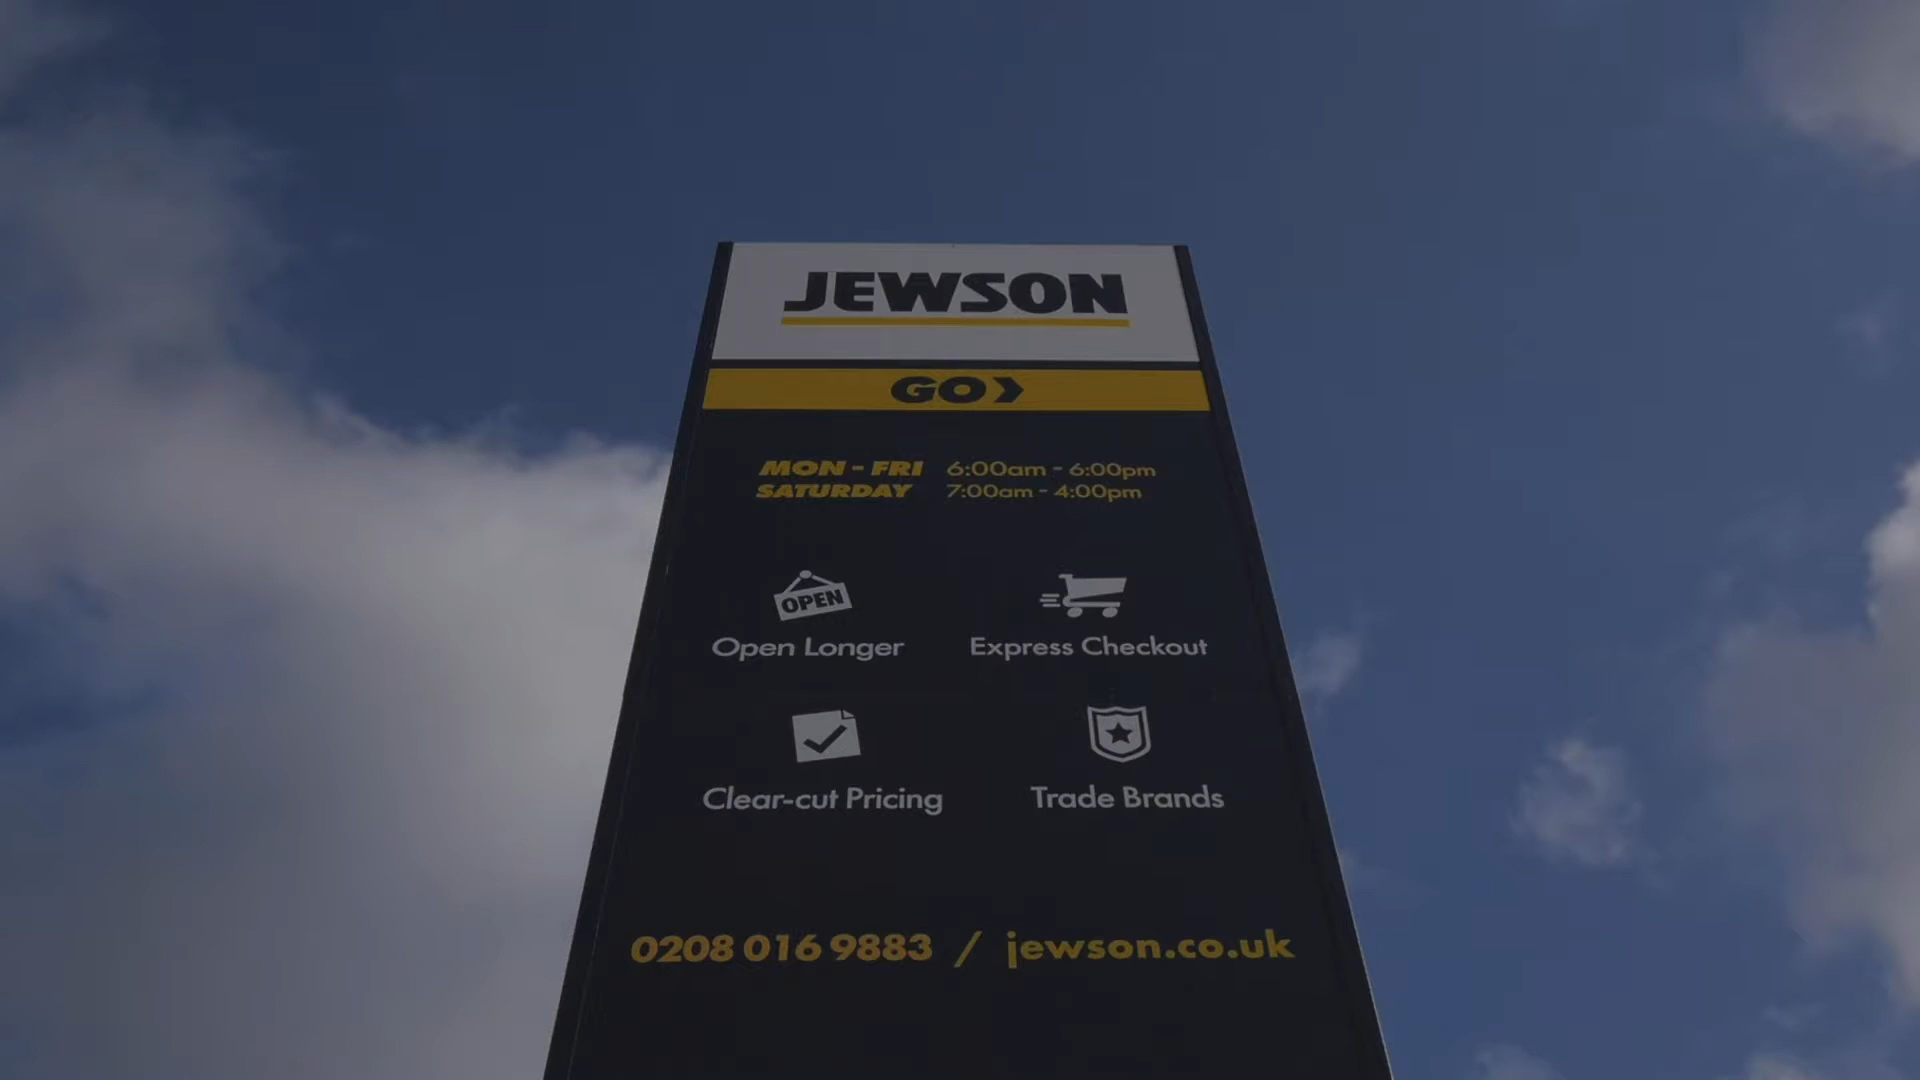 JEWSON
GO
MON - FRI 6:00am - 6:00pm
SATURDAY 7:00am - 4:00pm
OPEN
Open Longer Express Checkout
Clear-cut Pricing Trade Brands
0208 016 9883 / jewson.co.uk